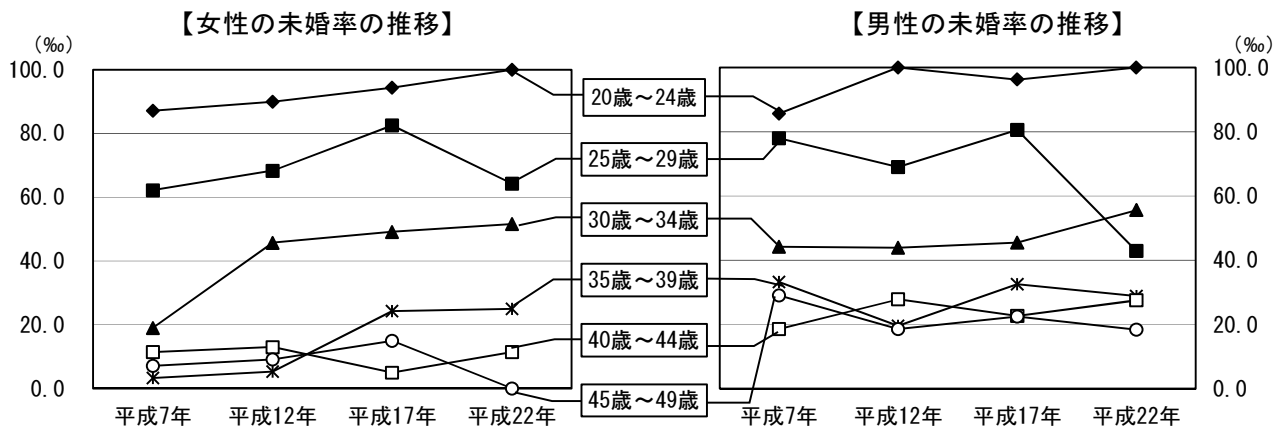 【女性の未婚率の推移】
【男性の未婚率の推移】
(‰)
(‰)
100.0
80.0
60.0
40.0
20.0
0.0
平成7年 平成12年 平成17年 平成22年
20歳～24歳
25歳～29歳
30歳～34歳
35歳～39歳
40歳～44歳
45歳～49歳
100.0
80.0
60.0
40.0
20.0
0.0
平成7年 平成12年 平成17年 平成22年